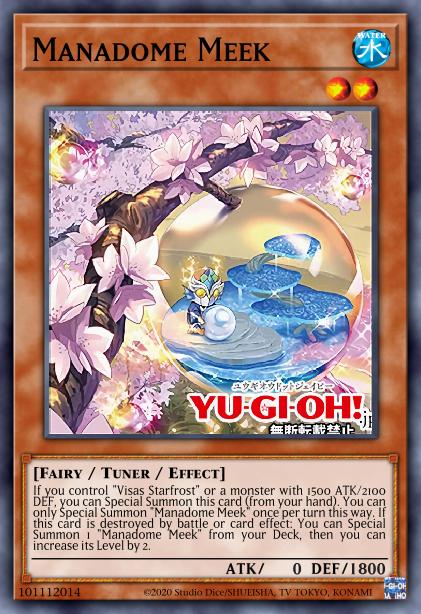 MANADOME MEEK
WATER
水
ユウギオウドットジェイピー
YU-GI-OH!
無断転載禁止
[FAIRY / TUNER / EFFECT]
If you control "Visas Starfrost" or a monster with 1500 ATK/2100
DEF, you can Special Summon this card (from your hand). You can
only Special Summon "Manadome Meek" once per turn this way. If
this card is destroyed by battle or card effect: You can Special
Summon 1 "Manadome Meek" from your Deck, then you can
increase its Level by 2.
ATK/ 0 DEF/1800
101112014
©2020 Studio Dice/SHUEISHA, TV TOKYO, KONAMI